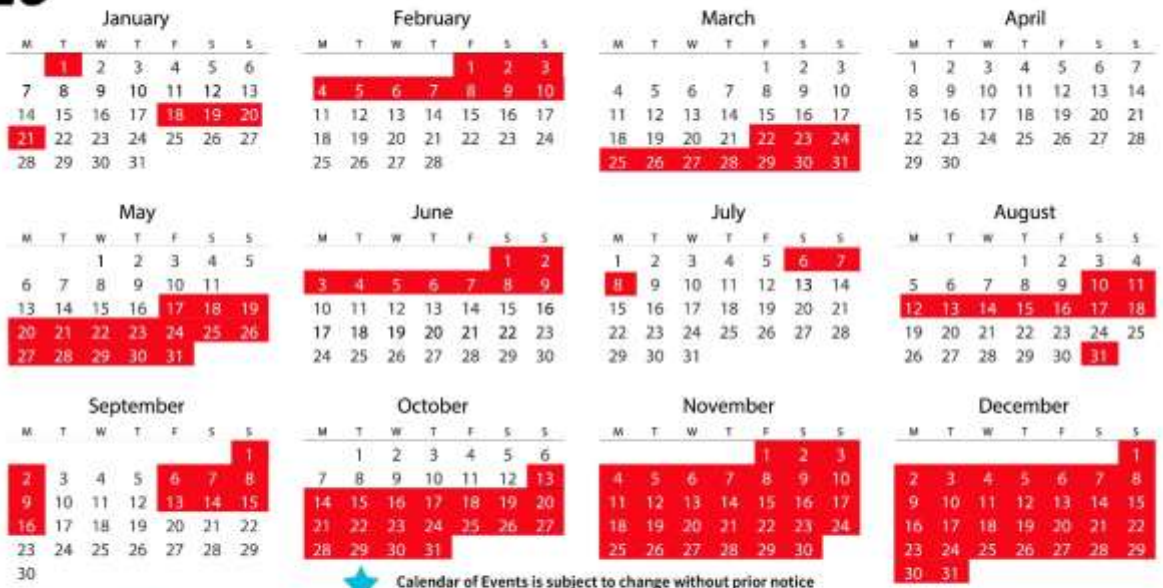 January
M T W T F S S
1 2 3 4 5 6
7 8 9 10 11 12 13
14 15 16 17 18 19 20
21 22 23 24 25 26 27
28 29 30 31
February
M T W T F S S
1 2 3
4 5 6 7 8 9 10
11 12 13 14 15 16 17
18 19 20 21 22 23 24
25 26 27 28
March
M T W T F S S
1 2 3
4 5 6 7 8 9 10
11 12 13 14 15 16 17
18 19 20 21 22 23 24
25 26 27 28 29 30 31
April
M T W T F S S
1 2 3 4 5 6 7
8 9 10 11 12 13 14
15 16 17 18 19 20 21
22 23 24 25 26 27 28
29 30
May
M T W T F S S
1 2 3 4 5
6 7 8 9 10 11
13 14 15 16 17 18 19
20 21 22 23 24 25 26
27 28 29 30 31
June
M T W T F S S
1 2
3 4 5 6 7 8 9
10 11 12 13 14 15 16
17 18 19 20 21 22 23
24 25 26 27 28 29 30
July
M T W T F S S
1 2 3 4 5 6 7
8 9 10 11 12 13 14
15 16 17 18 19 20 21
22 23 24 25 26 27 28
29 30 31
August
M T W T F S S
1 2 3 4
5 6 7 8 9 10 11
12 13 14 15 16 17 18
19 20 21 22 23 24 25
26 27 28 29 30 31
September
M T W T F S S
1
2 3 4 5 6 7 8
9 10 11 12 13 14 15
16 17 18 19 20 21 22
23 24 25 26 27 28 29
30
October
M T W T F S S
1 2 3 4 5 6
7 8 9 10 11 12 13
14 15 16 17 18 19 20
21 22 23 24 25 26 27
28 29 30 31
November
M T W T F S S
1 2 3
4 5 6 7 8 9 10
11 12 13 14 15 16 17
18 19 20 21 22 23 24
25 26 27 28 29 30
December
M T W T F S S
1
2 3 4 5 6 7 8
9 10 11 12 13 14 15
16 17 18 19 20 21 22
23 24 25 26 27 28 29
30 31
Calendar of Events is subject to change without prior notice